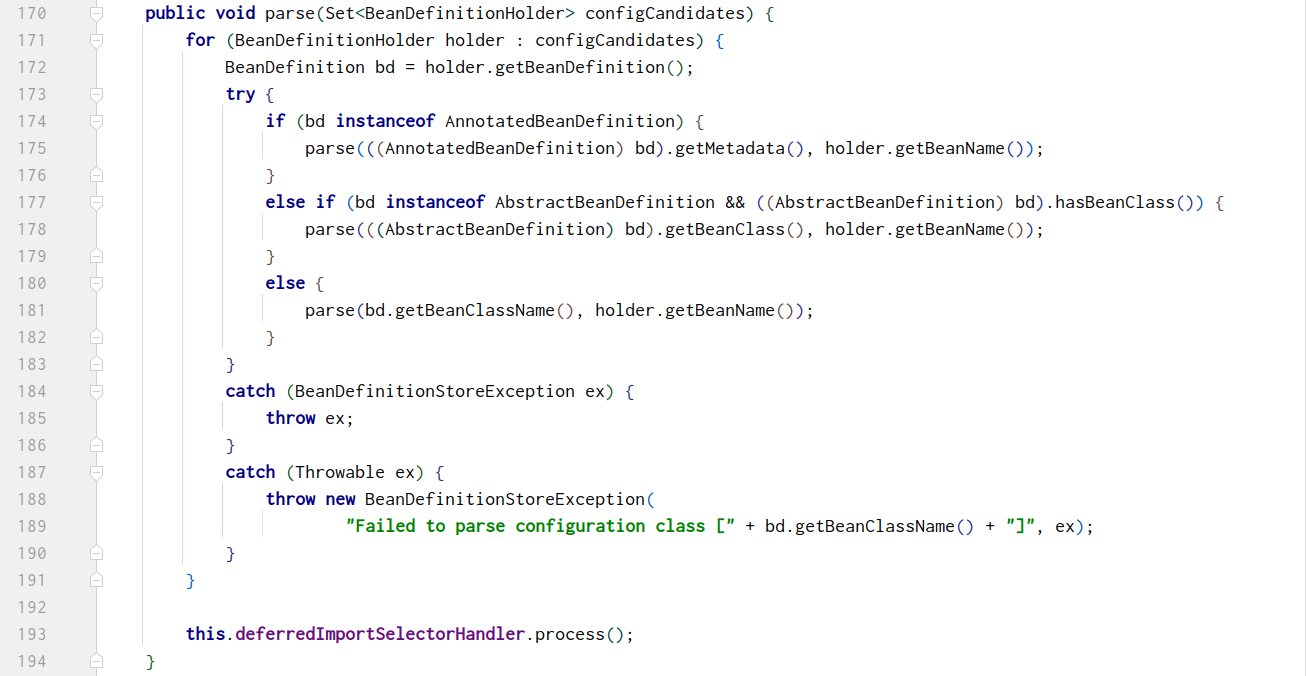 170 public void parse(Set<BeanDefinitionHolder> configCandidates) {
171 for (BeanDefinitionHolder holder : configCandidates) {
172 BeanDefinition bd = holder.getBeanDefinition();
173 try {
174 if (bd instanceof AnnotatedBeanDefinition) {
175 parse(((AnnotatedBeanDefinition) bd).getMetadata(), holder.getBeanName());
176 }
177 else if (bd instanceof AbstractBeanDefinition && ((AbstractBeanDefinition) bd).hasBeanClass()) {
178 parse(((AbstractBeanDefinition) bd).getBeanClass(), holder.getBeanName());
179 }
180 else {
181 parse(bd.getBeanClassName(), holder.getBeanName());
182 }
183 }
184 catch (BeanDefinitionStoreException ex) {
185 throw ex;
186 }
187 catch (Throwable ex) {
188 throw new BeanDefinitionStoreException(
189 "Failed to parse configuration class [" + bd.getBeanClassName() + "]", ex);
190 }
191 }
192
193 this.deferredImportSelectorHandler.process();
194 }